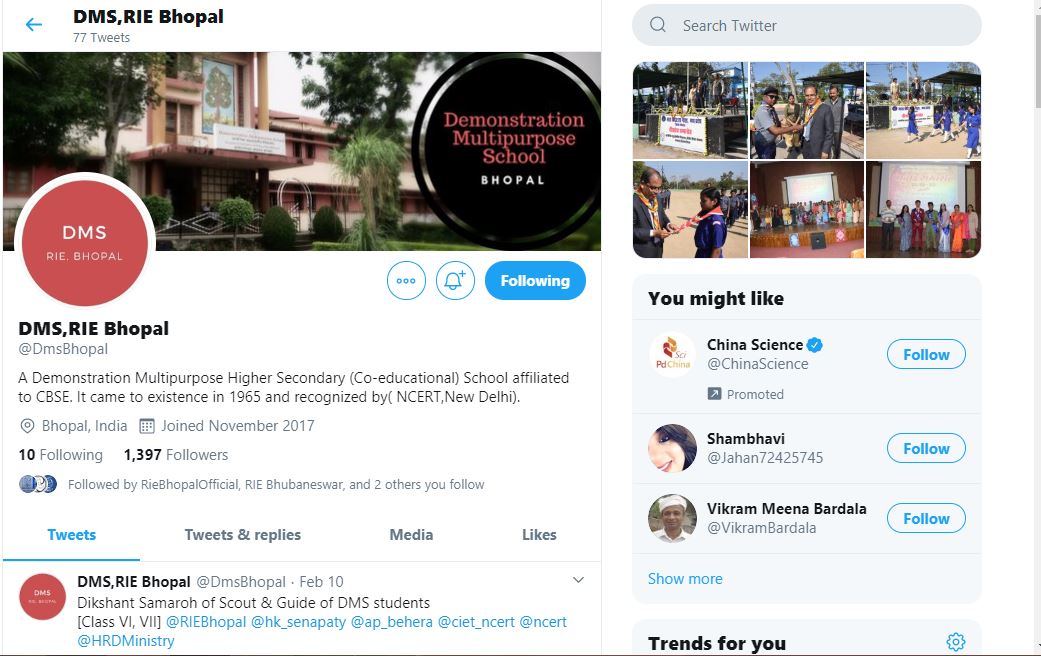 DMS,RIE Bhopal
77 Tweets
Demonstration
Multipurpose
School
BHOPAL
DMS
RIE, BHOPAL
Following
DMS,RIE Bhopal
@DmsBhopal
A Demonstration Multipurpose Higher Secondary (Co-educational) School affiliated
to CBSE. It came to existence in 1965 and recognized by( NCERT,New Delhi).
Bhopal, India Joined November 2017
10 Following 1,397 Followers
Followed by RieBhopalOfficial, RIE Bhubaneswar, and 2 others you follow
Tweets Tweets & replies Media Likes
DMS
RIE, BHOPAL
DMS,RIE Bhopal @DmsBhopal · Feb 10
Dikshant Samaroh of Scout & Guide of DMS students
[Class VI, VII] @RIEBhopal @hk_senapaty @ap_behera @ciet_ncert @ncert
@HRDMinistry
Search Twitter
You might like
Sci
Pd China
China Science
@ChinaScience
Promoted
Follow
Shambhavi
@Jahan72425745
Follow
Vikram Meena Bardala
@VikramBardala
Follow
Show more
Trends for you